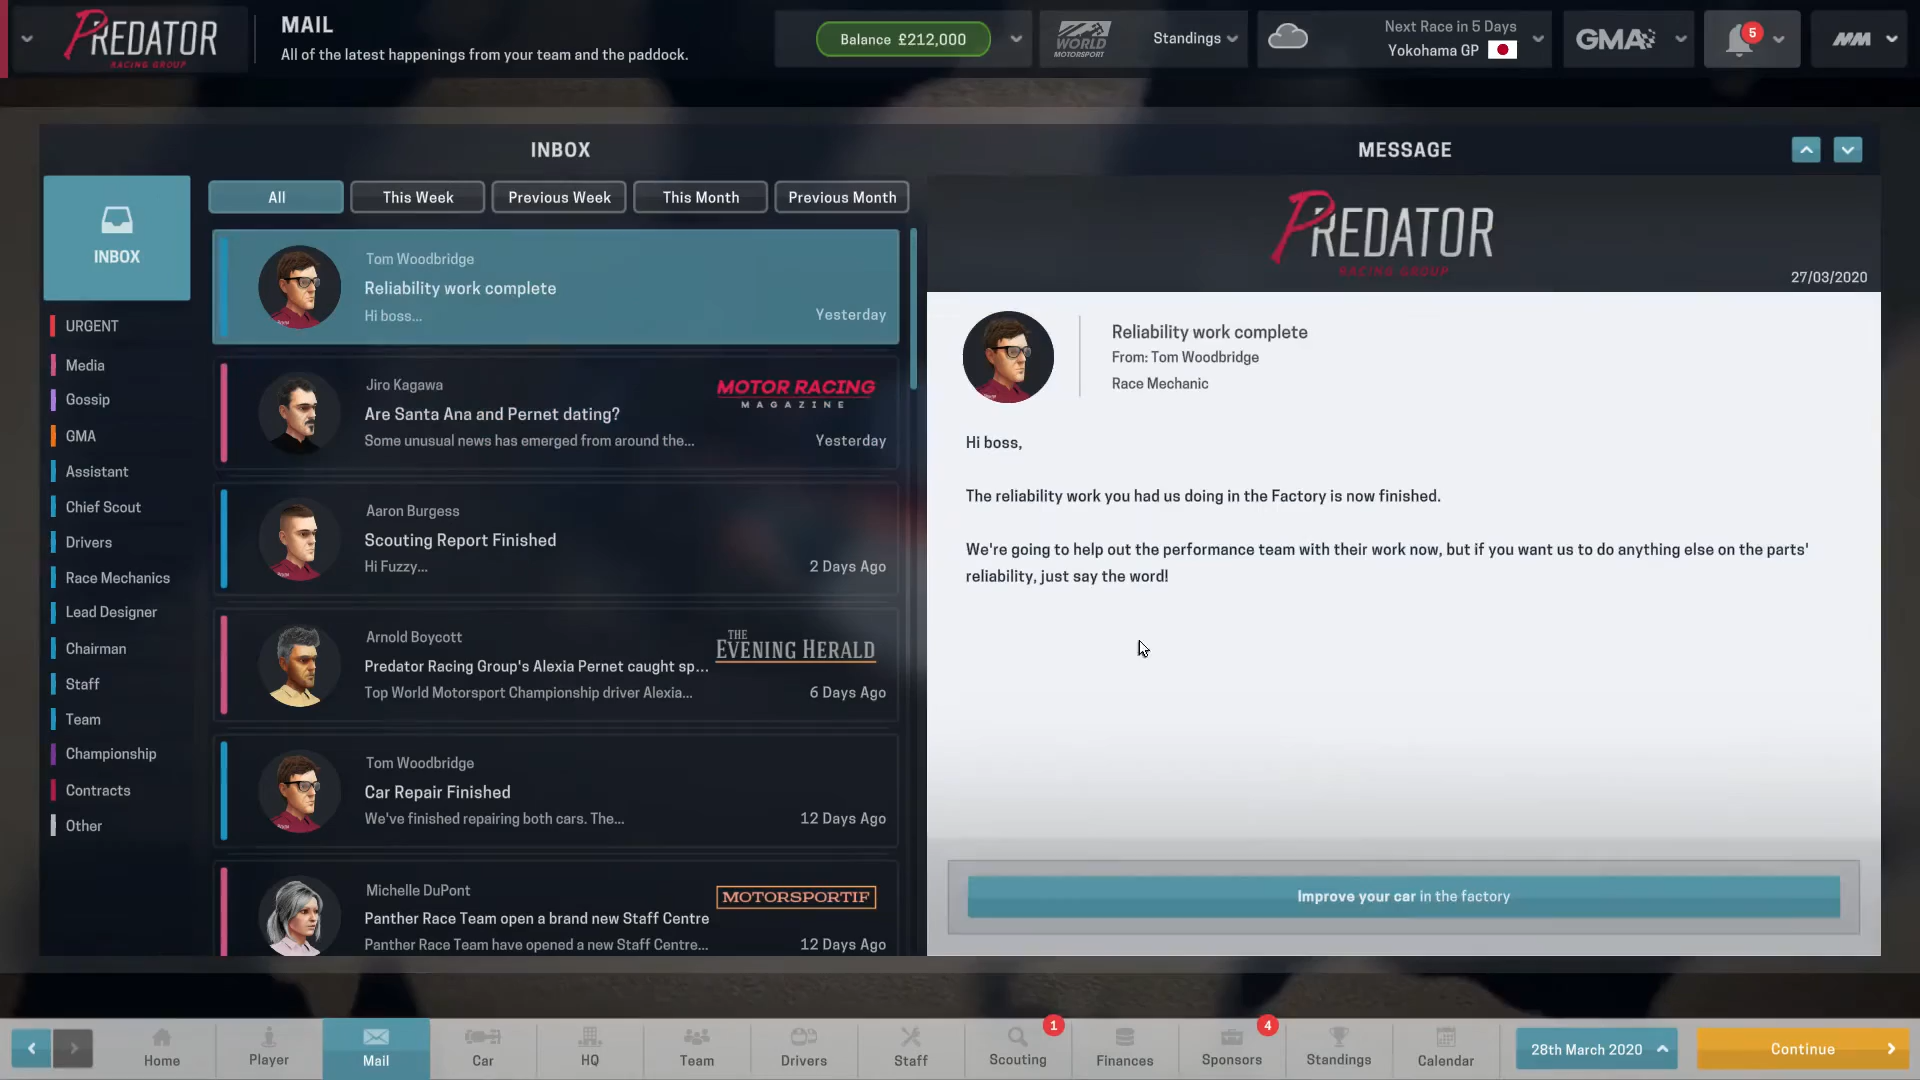 PREDATOR
RACING GROUP
MAIL
All of the latest happenings from your team and the paddock.
Balance £212,000
WORLD
MOTORSPORT
Standings
Next Race in 5 Days
Yokohama GP
GMA
5
MM
INBOX
MESSAGE
INBOX
All
This Week
Previous Week
This Month
Previous Month
URGENT
Media
Gossip
GMA
Assistant
Chief Scout
Drivers
Race Mechanics
Lead Designer
Chairman
Staff
Team
Championship
Contracts
Other
Tom Woodbridge
Reliability work complete
Hi boss...
Yesterday
Jiro Kagawa
MOTOR RACING
MAGAZINE
Are Santa Ana and Pernet dating?
Some unusual news has emerged from around the...
Yesterday
Aaron Burgess
Scouting Report Finished
Hi Fuzzy...
2 Days Ago
Arnold Boycott
THE
EVENING HERALD
Predator Racing Group's Alexia Pernet caught sp...
Top World Motorsport Championship driver Alexia...
6 Days Ago
Tom Woodbridge
Car Repair Finished
We've finished repairing both cars. The...
12 Days Ago
Michelle DuPont
MOTORSPORTIF
Panther Race Team open a brand new Staff Centre
Panther Race Team have opened a new Staff Centre...
12 Days Ago
PREDATOR
RACING GROUP
27/03/2020
Reliability work complete
From: Tom Woodbridge
Race Mechanic
Hi boss,
The reliability work you had us doing in the Factory is now finished.
We're going to help out the performance team with their work now, but if you want us to do anything else on the parts'
reliability, just say the word!
Improve your car in the factory
Home
Player
Mail
Car
HQ
Team
Drivers
Staff
1
Scouting
Finances
4
Sponsors
Standings
Calendar
28th March 2020
Continue